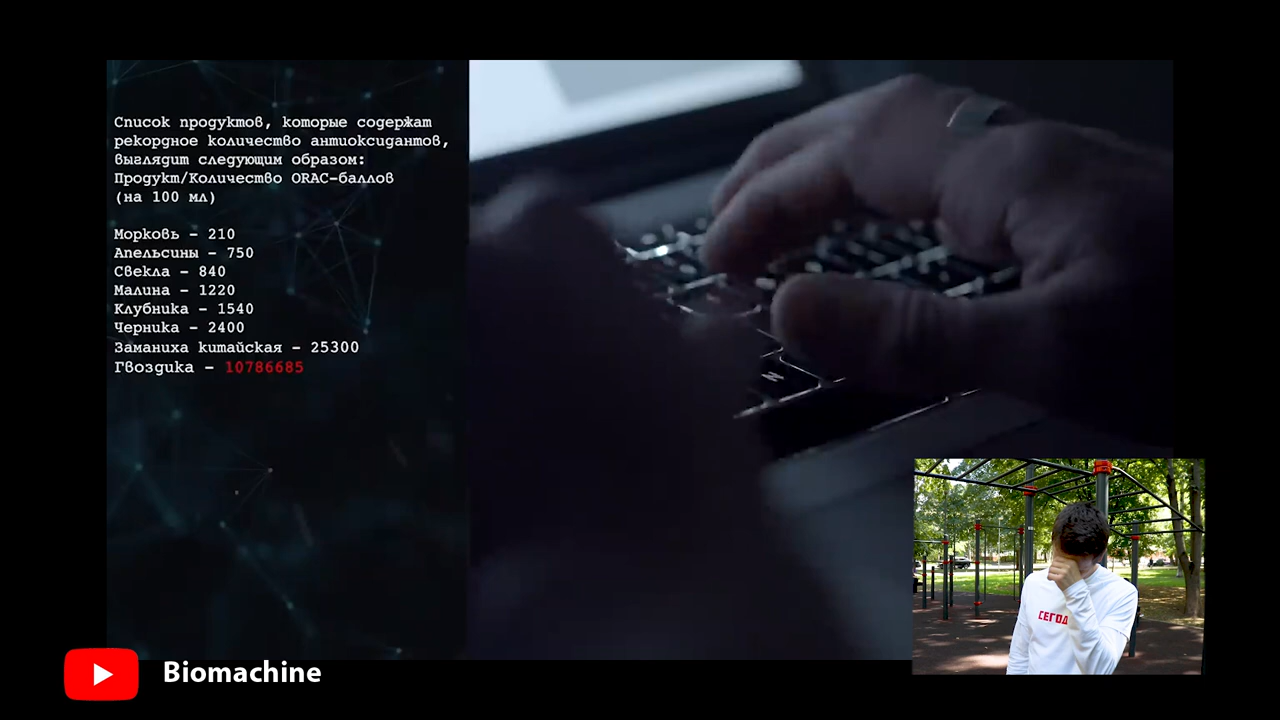 Список продуктов, которые содержат
рекордное количество антиоксидантов,
выглядит следующим образом:
Продукт/Количество ORAC-баллов
(на 100 мл)
Морковь - 210
Апельсины - 750
Свекла - 840
Малина - 1220
Клубника - 1540
Черника - 2400
Заманиха китайская - 25300
Гвоздика - 10786685
СЕГОД
Biomachine